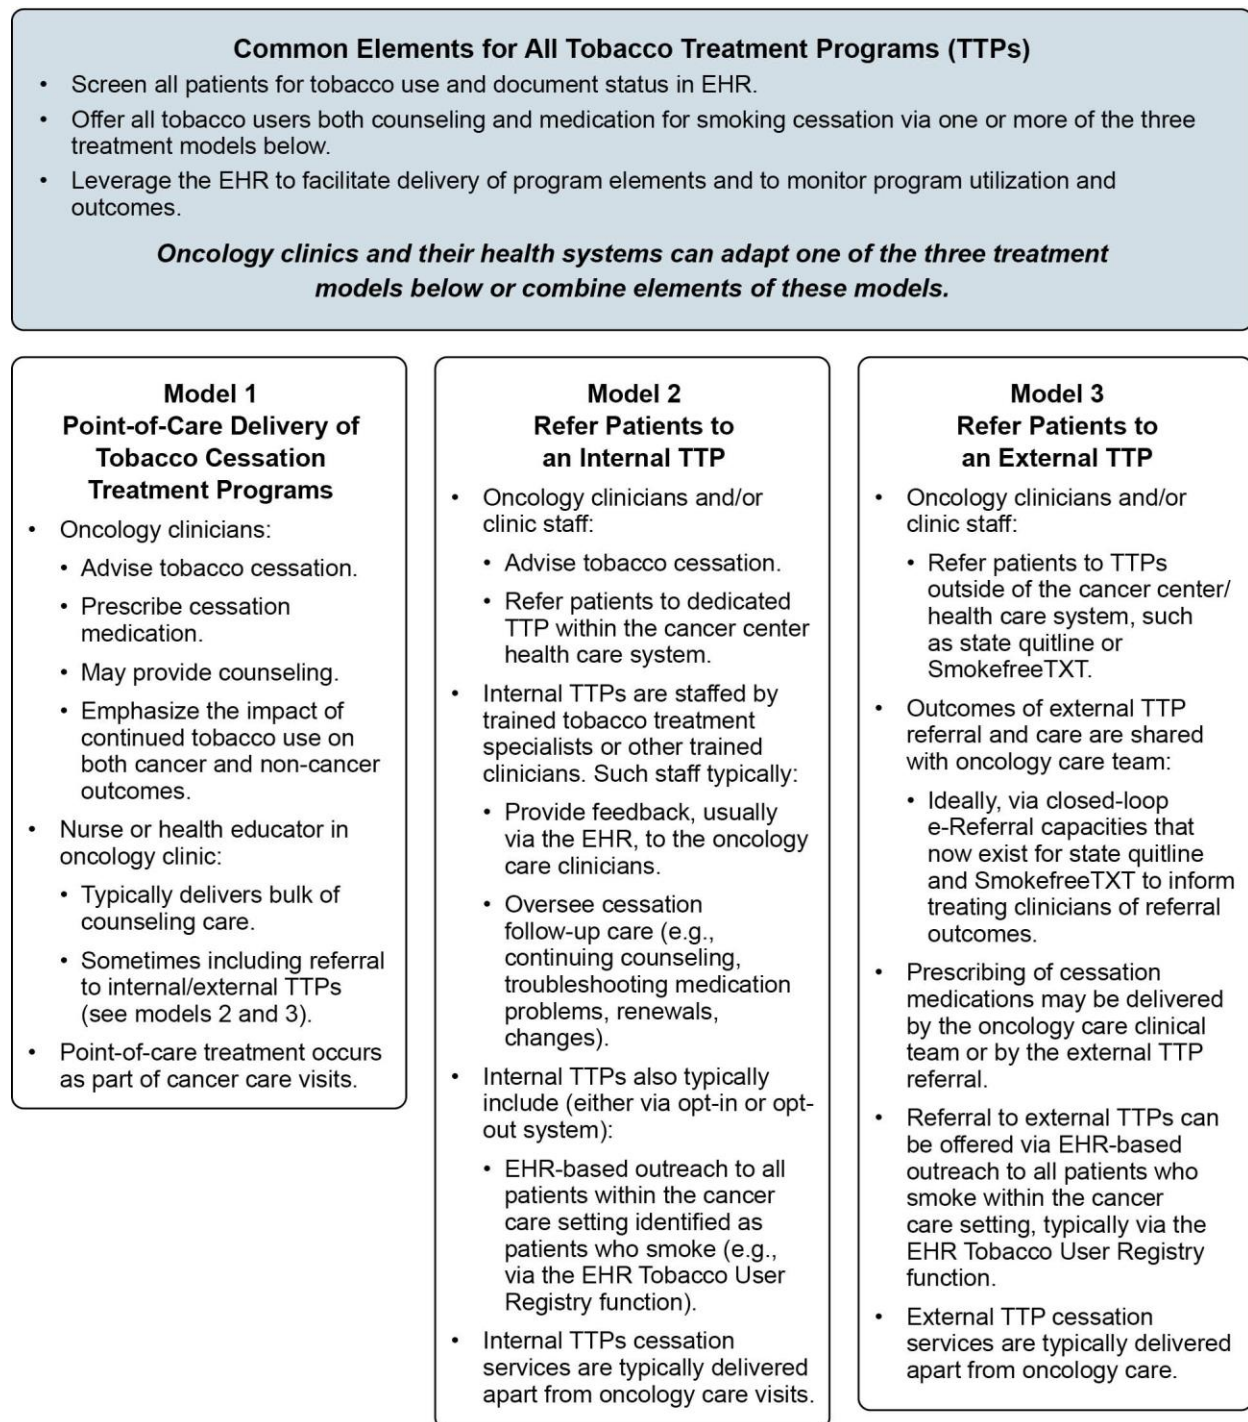 Common Elements for All Tobacco Treatment Programs (TTPs)
• Screen all patients for tobacco use and document status in EHR.
• Offer all tobacco users both counseling and medication for smoking cessation via one or more of the three
treatment models below.
• Leverage the EHR to facilitate delivery of program elements and to monitor program utilization and
outcomes.
Oncology clinics and their health systems can adapt one of the three treatment
models below or combine elements of these models.
Model 1
Point-of-Care Delivery of
Tobacco Cessation
Treatment Programs
• Oncology clinicians:
• Advise tobacco cessation.
• Prescribe cessation
medication.
• May provide counseling.
• Emphasize the impact of
continued tobacco use on
both cancer and non-cancer
outcomes.
• Nurse or health educator in
oncology clinic:
• Typically delivers bulk of
counseling care.
• Sometimes including referral
to internal/external TTPs
(see models 2 and 3).
• Point-of-care treatment occurs
as part of cancer care visits.
Model 2
Refer Patients to
an Internal TTP
• Oncology clinicians and/or
clinic staff:
• Advise tobacco cessation.
• Refer patients to dedicated
TTP within the cancer center
health care system.
• Internal TTPs are staffed by
trained tobacco treatment
specialists or other trained
clinicians. Such staff typically:
• Provide feedback, usually
via the EHR, to the oncology
care clinicians.
• Oversee cessation
follow-up care (e.g.,
continuing counseling,
troubleshooting medication
problems, renewals,
changes).
• Internal TTPs also typically
include (either via opt-in or opt-
out system):
• EHR-based outreach to all
patients within the cancer
care setting identified as
patients who smoke (e.g.,
via the EHR Tobacco User
Registry function).
• Internal TTPs cessation
services are typically delivered
apart from oncology care visits.
Model 3
Refer Patients to
an External TTP
• Oncology clinicians and/or
clinic staff:
• Refer patients to TTPs
outside of the cancer center/
health care system, such
as state quitline or
SmokefreeTXT.
• Outcomes of external TTP
referral and care are shared
with oncology care team:
• Ideally, via closed-loop
e-Referral capacities that
now exist for state quitline
and SmokefreeTXT to inform
treating clinicians of referral
outcomes.
• Prescribing of cessation
medications may be delivered
by the oncology care clinical
team or by the external TTP
referral.
• Referral to external TTPs can
be offered via EHR-based
outreach to all patients who
smoke within the cancer
care setting, typically via the
EHR Tobacco User Registry
function.
• External TTP cessation
services are typically delivered
apart from oncology care.